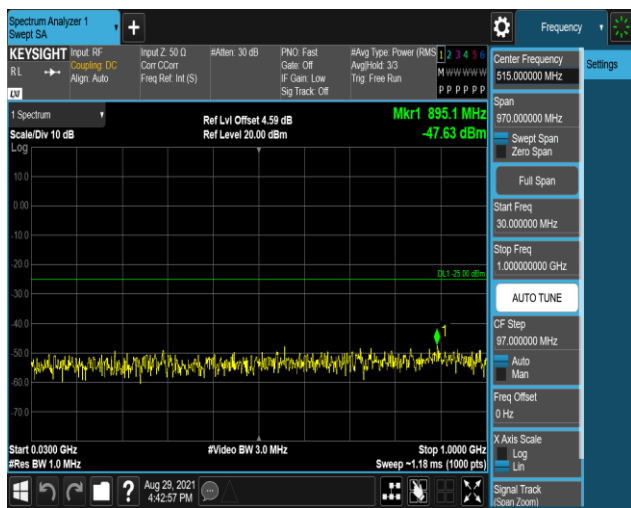 Spectrum Analyzer 1
Swept SA
Frequency
KEYSIGHT
Input: RF
Coupling: DC
Align: Auto
Input Z: 50 Ω
Corr CCorr
Freq Ref: Int (S)
#Atten: 30 dB
PNO: Fast
Gate: Off
IF Gain: Low
Sig Track: Off
#Avg Type: Power (RMS
Avg|Hold: 3/3
Trig: Free Run
1 2 3 4 5 6
M W W W W W
P P P P P P
RL
LXI
1 Spectrum
Scale/Div 10 dB
Ref Lvl Offset 4.59 dB
Ref Level 20.00 dBm
Mkr1 895.1 MHz
-47.63 dBm
Log
10.0
0.00
-10.0
-20.0
DL1 -25.00 dBm
-30.0
-40.0
1
-50.0
-60.0
-70.0
Start 0.0300 GHz
#Res BW 1.0 MHz
#Video BW 3.0 MHz
Stop 1.0000 GHz
Sweep ~1.18 ms (1000 pts)
?
Aug 29, 2021
4:42:57 PM
Center Frequency
515.000000 MHz
Settings
Span
970.000000 MHz
Swept Span
Zero Span
Full Span
Start Freq
30.000000 MHz
Stop Freq
1.000000000 GHz
AUTO TUNE
CF Step
97.000000 MHz
Auto
Man
Freq Offset
0 Hz
X Axis Scale
Log
Lin
Signal Track
(Span Zoom)